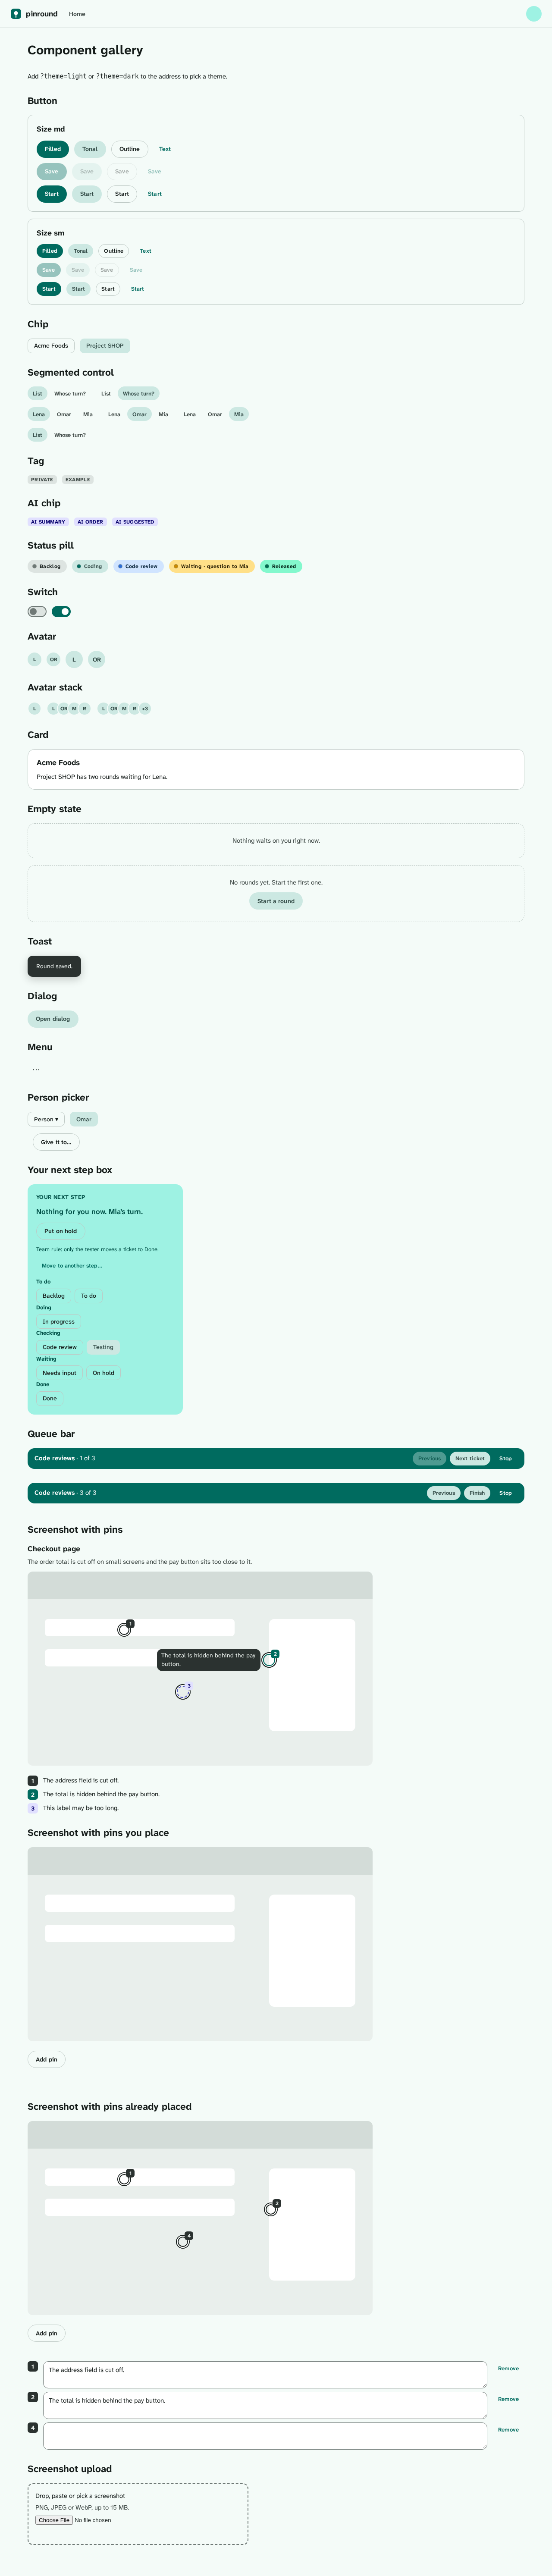 pinround Home
Component gallery
Add ?theme=light or ?theme=dark to the address to pick a theme.
Button
Size md
Filled Tonal Outline Text
Save Save Save Save
Start Start Start Start
Size sm
Filled Tonal Outline Text
Save Save Save Save
Start Start Start Start
Chip
Acme Foods Project SHOP
Segmented control
List Whose turn? List Whose turn?
Lena Omar Mia Lena Omar Mia Lena Omar Mia
List Whose turn?
Tag
PRIVATE EXAMPLE
AI chip
AI SUMMARY AI ORDER AI SUGGESTED
Status pill
Backlog Coding Code review Waiting · question to Mia Released
Switch
Avatar
L OR L OR
Avatar stack
L L OR M R L OR M R +3
Card
Acme Foods
Project SHOP has two rounds waiting for Lena.
Empty state
Nothing waits on you right now.
No rounds yet. Start the first one.
Start a round
Toast
Round saved.
Dialog
Open dialog
Menu
...
Person picker
Person ▾ Omar
Give it to...
Your next step box
YOUR NEXT STEP
Nothing for you now. Mia's turn.
Put on hold
Team rule: only the tester moves a ticket to Done.
Move to another step...
To do
Backlog To do
Doing
In progress
Checking
Code review Testing
Waiting
Needs input On hold
Done
Done
Queue bar
Code reviews · 1 of 3 Previous Next ticket Stop
Code reviews · 3 of 3 Previous Finish Stop
Screenshot with pins
Checkout page
The order total is cut off on small screens and the pay button sits too close to it.
1
The total is hidden behind the pay
button.
2
3
1 The address field is cut off.
2 The total is hidden behind the pay button.
3 This label may be too long.
Screenshot with pins you place
Add pin
Screenshot with pins already placed
1
2
4
Add pin
1 The address field is cut off. Remove
2 The total is hidden behind the pay button. Remove
4 Remove
Screenshot upload
Drop, paste or pick a screenshot
PNG, JPEG or WebP, up to 15 MB.
Choose File No file chosen